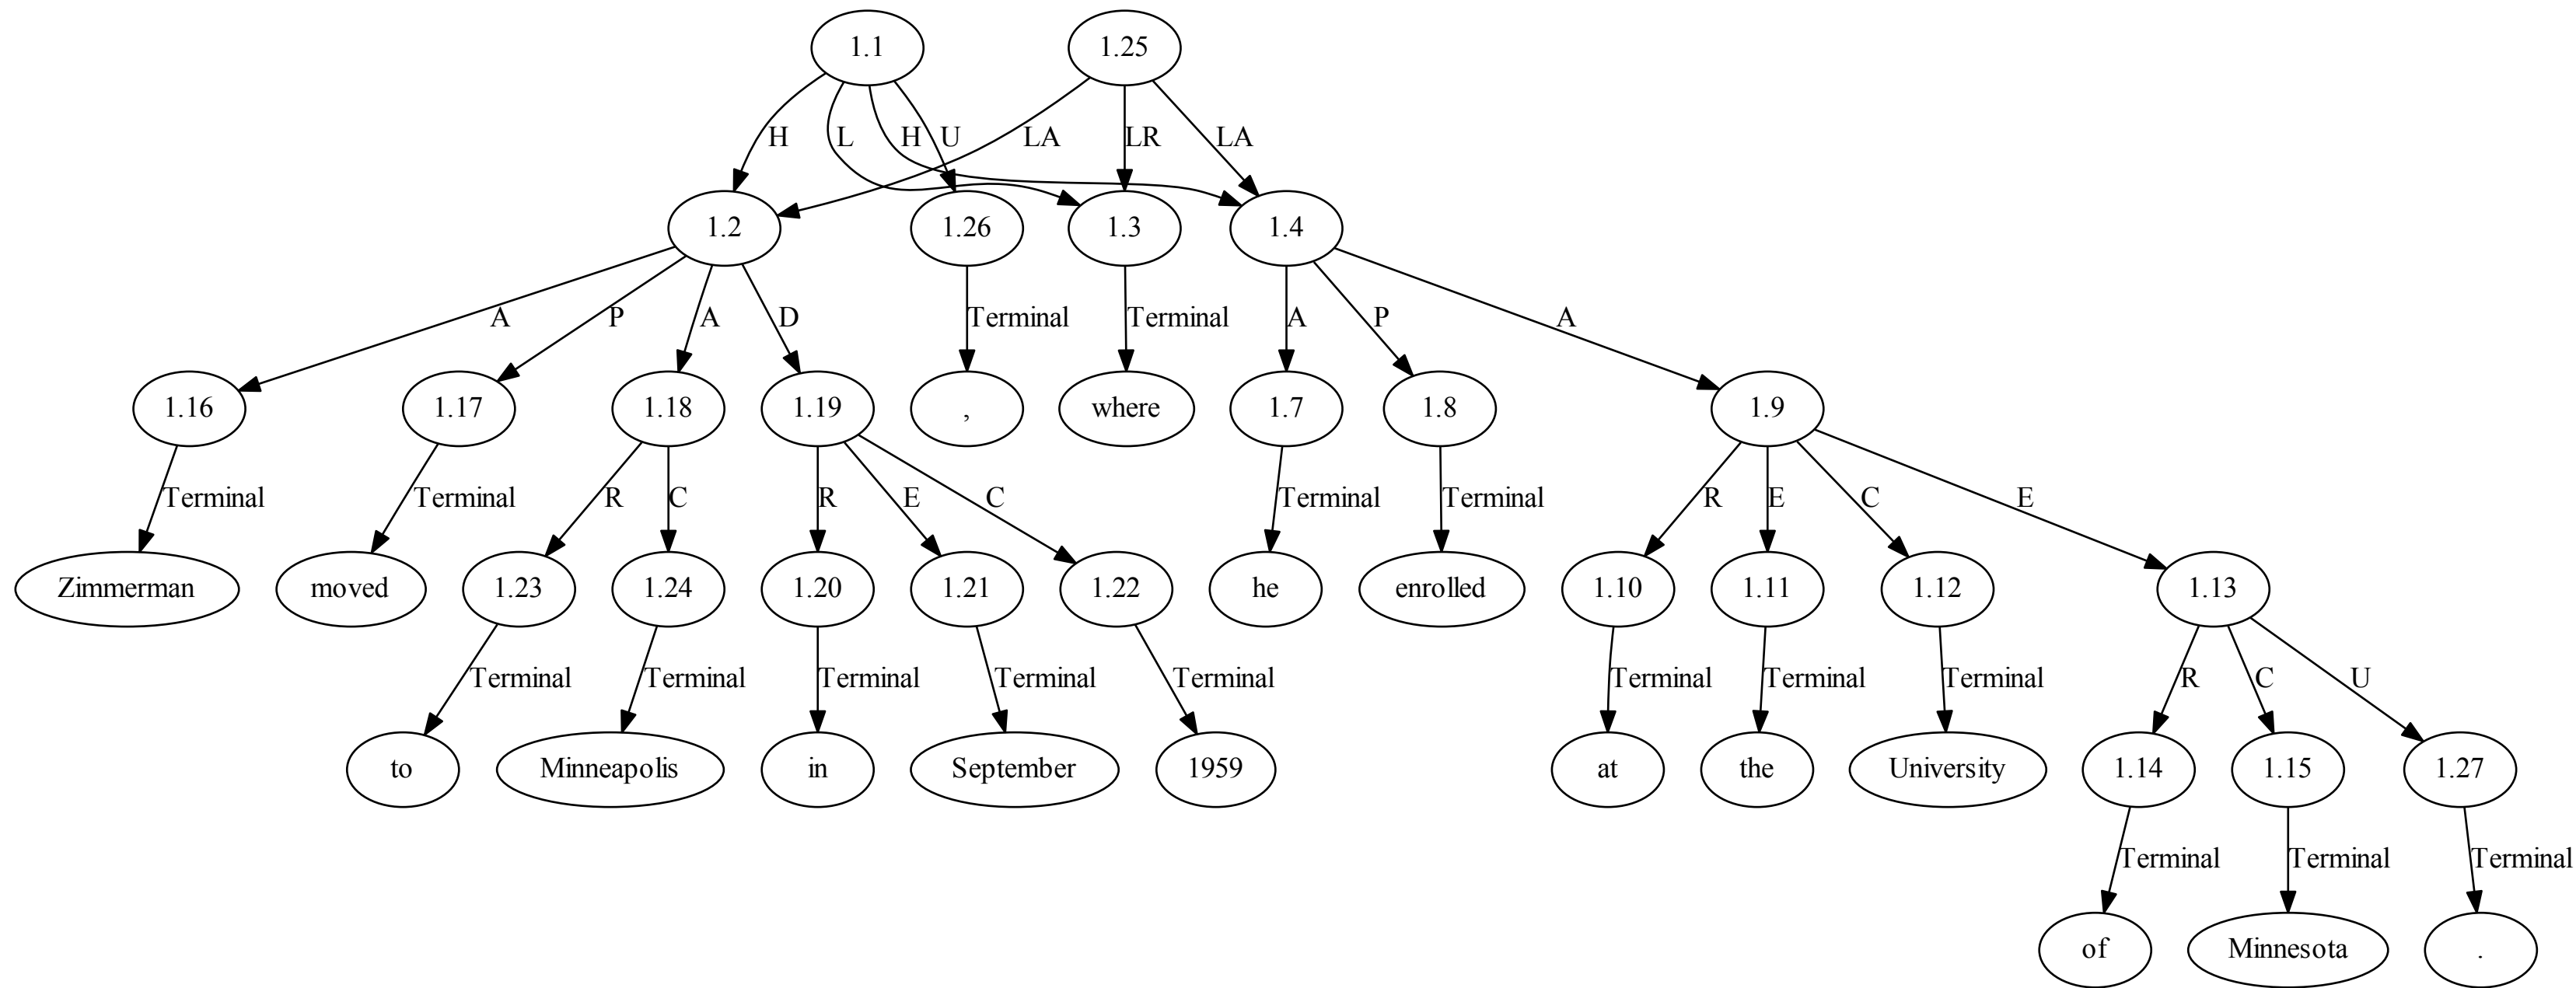 1.1 1.25
H L H U LA LR LA
1.2 1.26 1.3 1.4
A P A D Terminal Terminal A P A
1.16 1.17 1.18 1.19 , where 1.7 1.8 1.9
Terminal Terminal R C R E C Terminal Terminal R E C E
Zimmerman moved 1.23 1.24 1.20 1.21 1.22 he enrolled 1.10 1.11 1.12 1.13
Terminal Terminal Terminal Terminal Terminal Terminal Terminal Terminal R C U
to Minneapolis in September 1959 at the University 1.14 1.15 1.27
Terminal Terminal Terminal
of Minnesota .